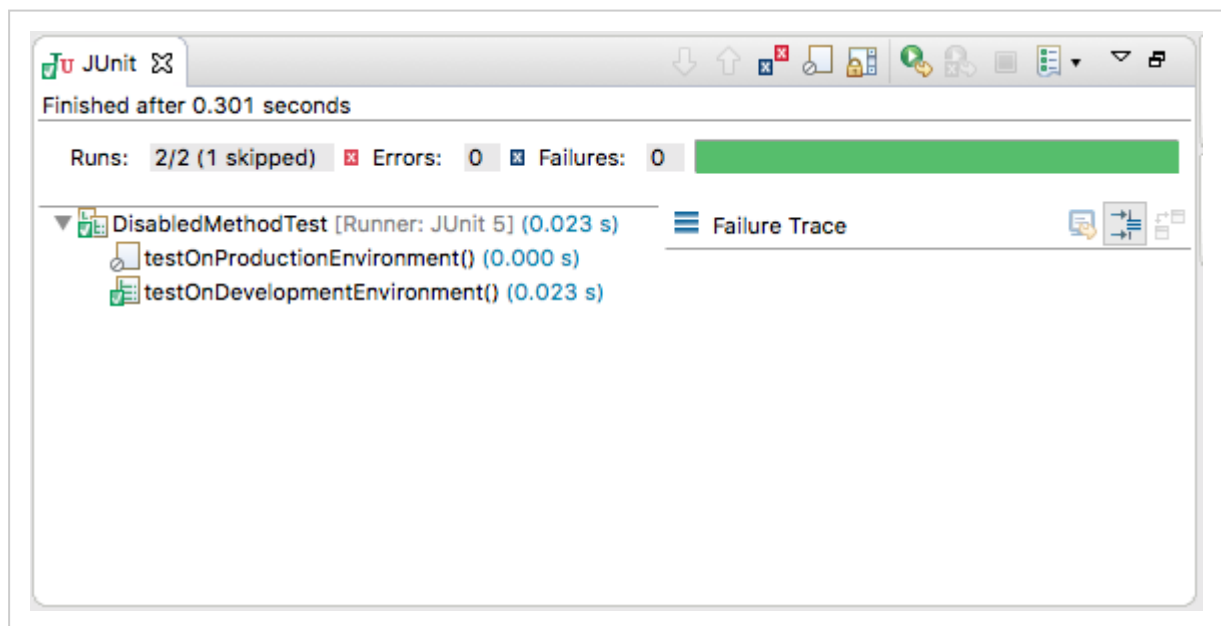 JUnit
Finished after 0.301 seconds
Runs: 2/2 (1 skipped) Errors: 0 Failures: 0
DisabledMethodTest [Runner: JUnit 5] (0.023 s)
Failure Trace
testOnProductionEnvironment() (0.000 s)
testOnDevelopmentEnvironment() (0.023 s)